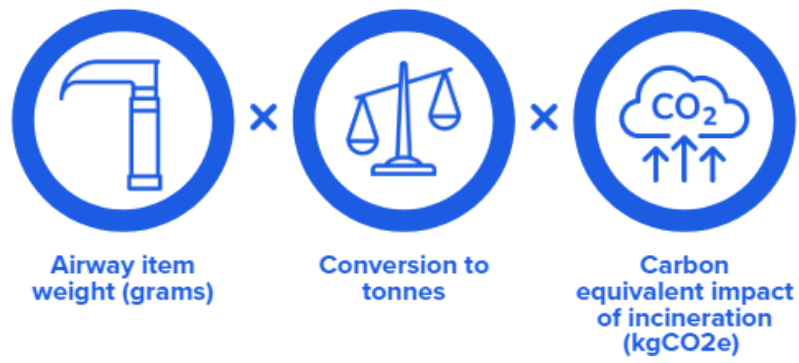 CO₂
×
×
Airway item
weight (grams)
Conversion to
tonnes
Carbon
equivalent impact
of incineration
(kgCO2e)